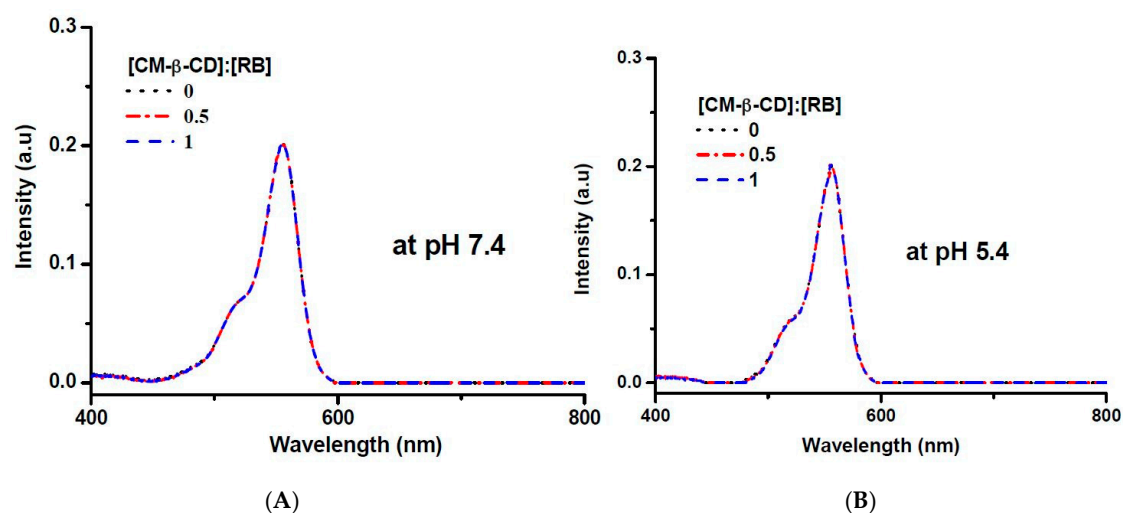 0.3
[CM-β-CD]:[RB]
0
0.5
1
0.2
0.1
0.0
Intensity (a.u)
at pH 7.4
400
600
800
Wavelength (nm)
(A)
0.3
[CM-β-CD]:[RB]
0
0.5
1
0.2
0.1
0.0
Intensity (a.u)
at pH 5.4
400
600
800
Wavelength (nm)
(B)